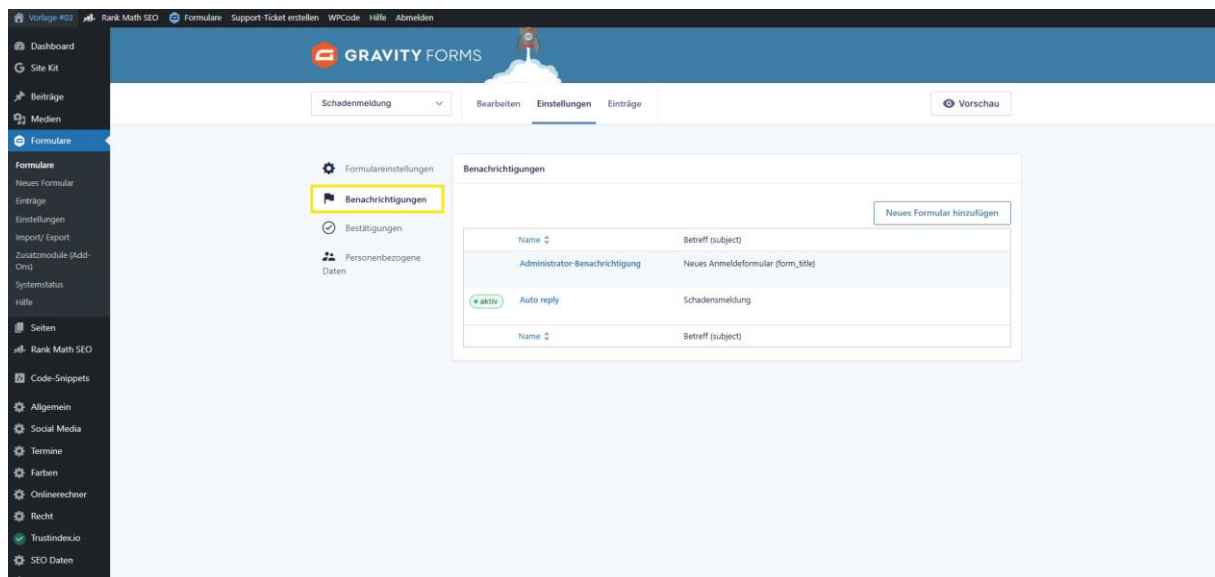 Vorlage #03 Rank Math SEO Formulare Support-Ticket erstellen WPCode Hilfe Abmelden
Dashboard
Site Kit
Beiträge
Medien
Formulare
Formulare
Neues Formular
Einträge
Einstellungen
Import/ Export
Zusatzmodule (Add-
Ons)
Systemstatus
Hilfe
Seiten
Rank Math SEO
Code-Snippets
Allgemein
Social Media
Termine
Farben
Onlinerechner
Recht
Trustindex.io
SEO Daten
GRAVITY FORMS
Schadenmeldung Bearbeiten Einstellungen Einträge Vorschau
Formulareinstellungen
Benachrichtigungen
Bestätigungen
Personenbezogene
Daten
Benachrichtigungen
Neues Formular hinzufügen
Name Betreff (subject)
Administrator-Benachrichtigung Neues Anmeldeformular {form_title}
aktiv Auto reply Schadensmeldung
Name Betreff (subject)